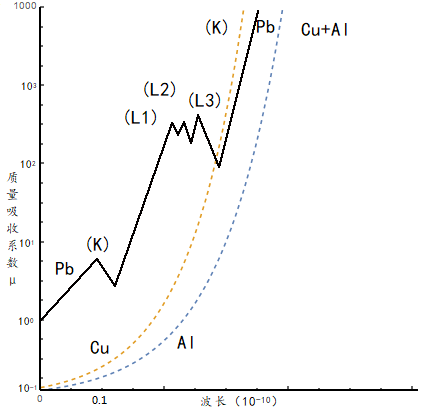 1000
(K)
Pb
Cu+Al
10³
(L2)
(L3)
(L1)
10²
质量吸收系数μ
(K)
10¹
Pb
10⁰
Cu
Al
10⁻¹
0
0.1
波长 (10⁻¹⁰)